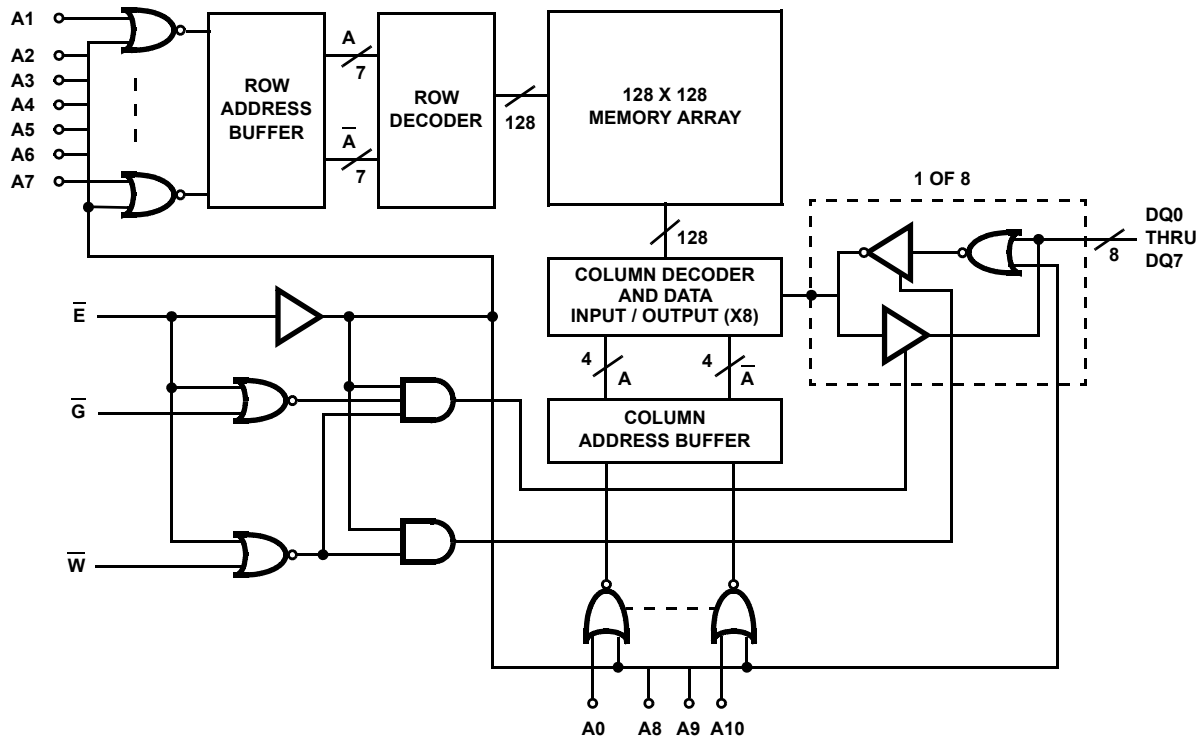 A1
A2
A3
A4
A5
A6
A7
ROW
ADDRESS
BUFFER
A
7
A̅
7
ROW
DECODER
128
128 X 128
MEMORY ARRAY
128
1 OF 8
DQ0
THRU
DQ7
8
COLUMN DECODER
AND DATA
INPUT / OUTPUT (X8)
E̅
4
A
4
A̅
G̅
COLUMN
ADDRESS BUFFER
W̅
A0
A8
A9
A10